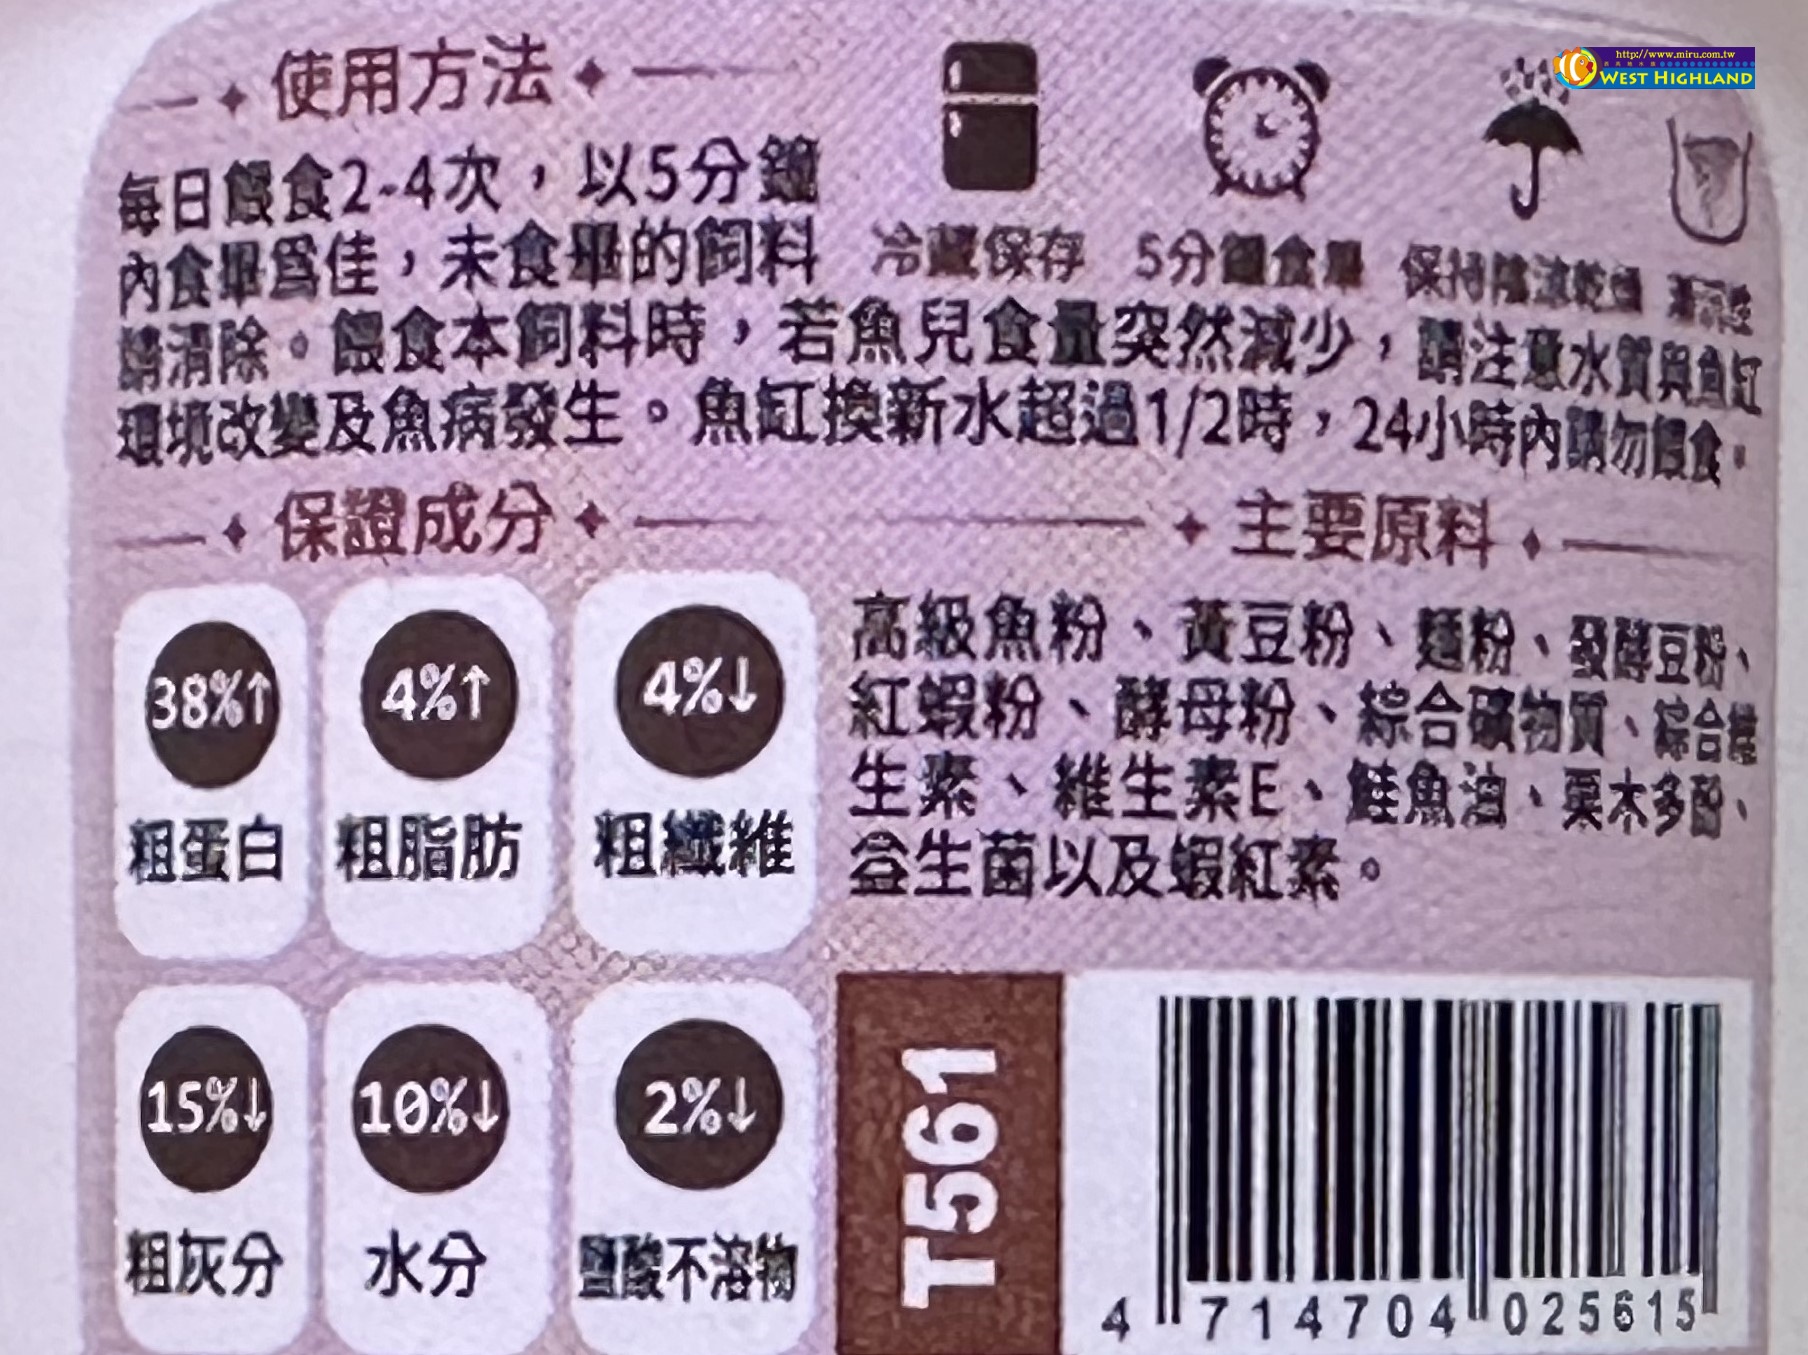 http://www.miru.com.tw
WEST HIGHLAND
使用方法
每日餵食2-4次，以5分鐘
內食畢為佳，未食畢的飼料
請清除。餵食本飼料時，若魚兒食量突然減少，請注意水質與魚缸
環境改變及魚病發生。魚缸換新水超過1/2時，24小時內請勿餵食。
冷藏保存
5分鐘食畢
保持陰涼乾燥
保證成分
38%↑
粗蛋白
4%↑
粗脂肪
4%↓
粗纖維
15%↓
粗灰分
10%↓
水分
2%↓
鹽酸不溶物
主要原料
高級魚粉、黃豆粉、麵粉、發酵豆粉、
紅蝦粉、酵母粉、綜合礦物質、綜合維
生素、維生素E、鮭魚油、栗木多酚、
益生菌以及蝦紅素。
T561
4 714704 025615